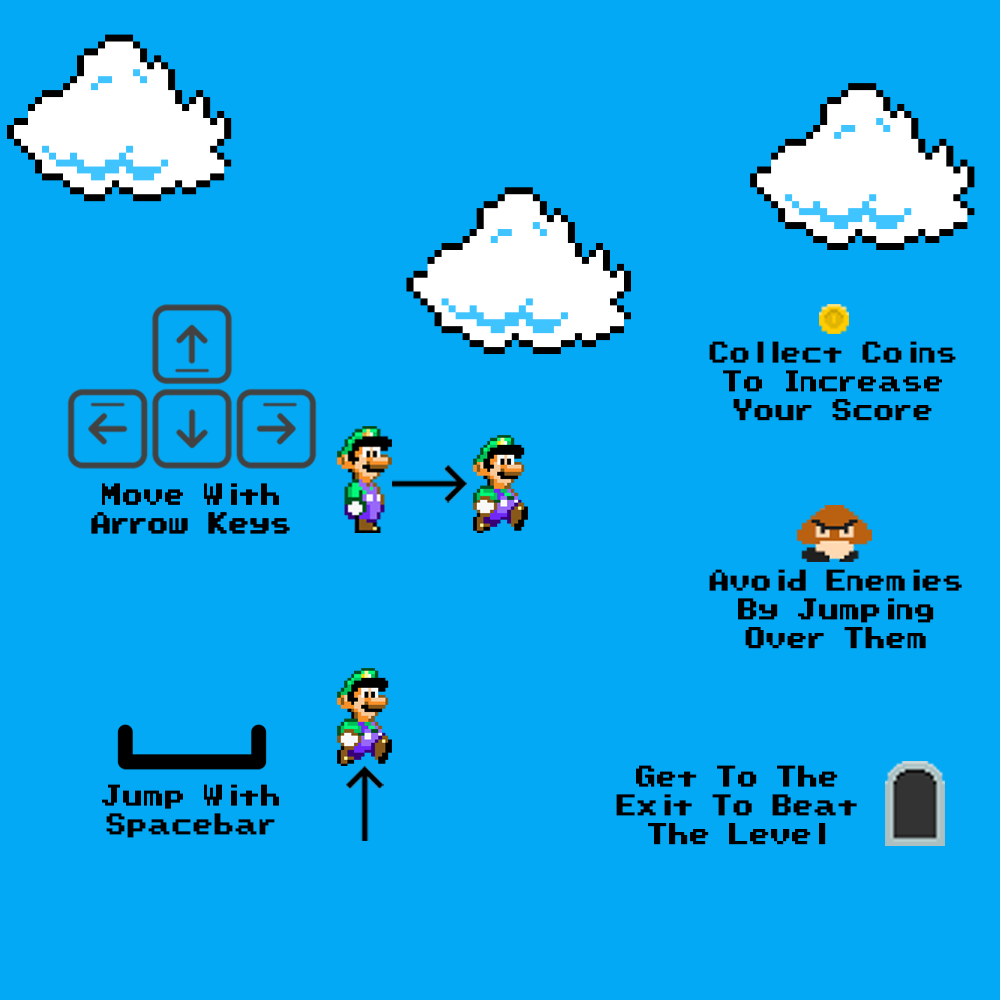 Move With
Arrow Keys
Jump With
Spacebar
Collect Coins
To Increase
Your Score
Avoid Enemies
By Jumping
Over Them
Get To The
Exit To Beat
The Level